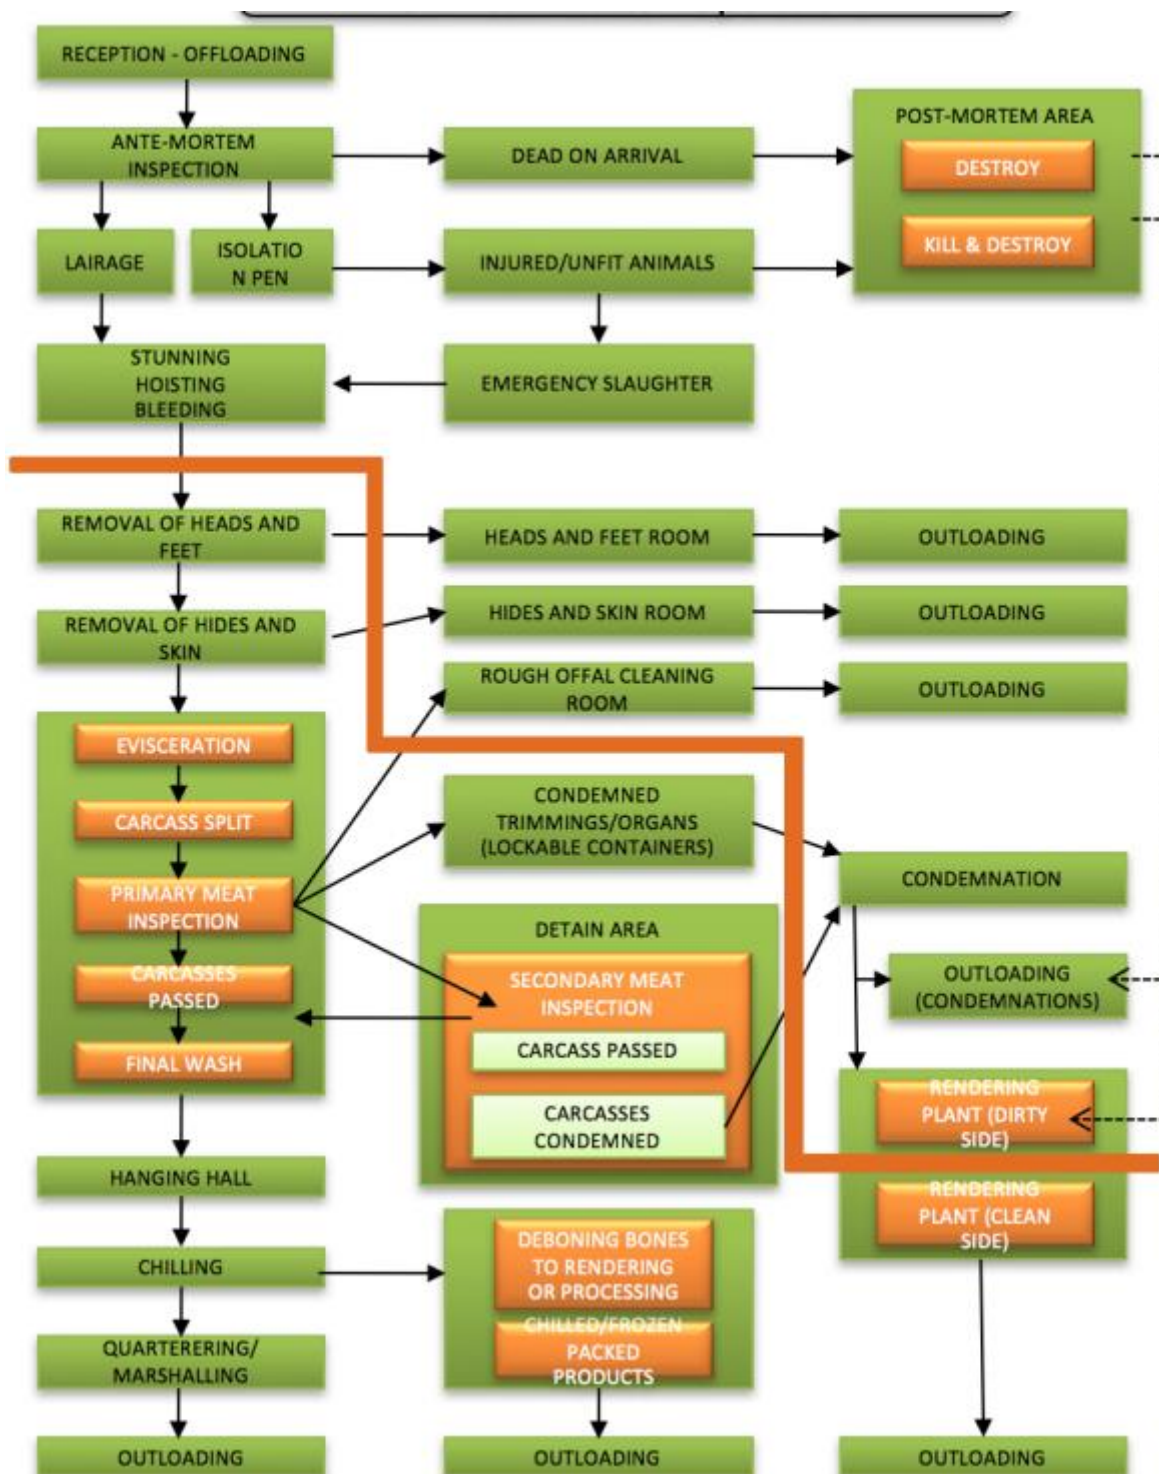 RECEPTION - OFFLOADING
ANTE-MORTEM
INSPECTION
DEAD ON ARRIVAL
POST-MORTEM AREA
DESTROY
KILL & DESTROY
LAIRAGE
ISOLATIO
N PEN
INJURED/UNFIT ANIMALS
STUNNING
HOISTING
BLEEDING
EMERGENCY SLAUGHTER
REMOVAL OF HEADS AND
FEET
HEADS AND FEET ROOM
OUTLOADING
REMOVAL OF HIDES AND
SKIN
HIDES AND SKIN ROOM
OUTLOADING
ROUGH OFFAL CLEANING
ROOM
OUTLOADING
EVISCERATION
CARCASS SPLIT
PRIMARY MEAT
INSPECTION
CARCASSES
PASSED
FINAL WASH
CONDEMNED
TRIMMINGS/ORGANS
(LOCKABLE CONTAINERS)
CONDEMNATION
DETAIN AREA
SECONDARY MEAT
INSPECTION
CARCASS PASSED
CARCASSES
CONDEMNED
OUTLOADING
(CONDEMNATIONS)
RENDERING
PLANT (DIRTY
SIDE)
RENDERING
PLANT (CLEAN
SIDE)
HANGING HALL
CHILLING
DEBONING BONES
TO RENDERING
OR PROCESSING
CHILLED/FROZEN
PACKED
PRODUCTS
QUARTERERING/
MARSHALLING
OUTLOADING
OUTLOADING
OUTLOADING